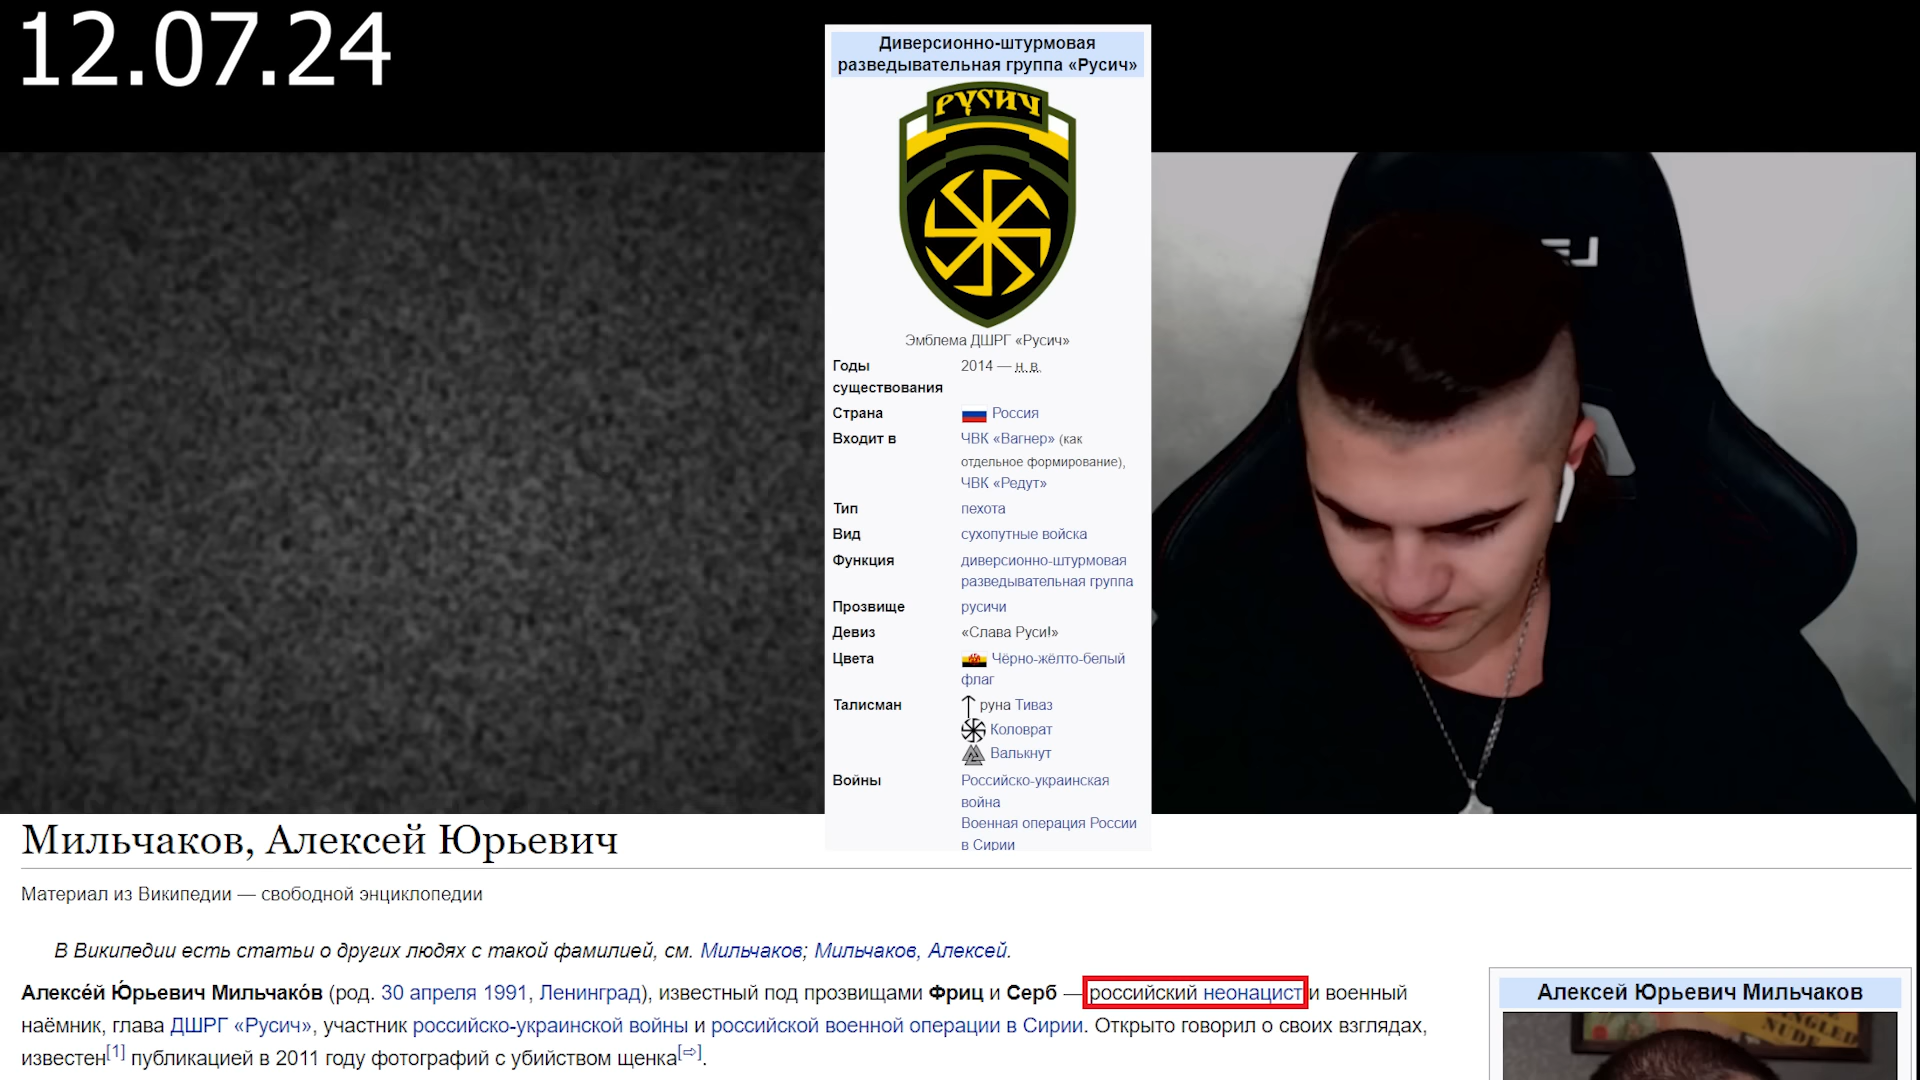 12.07.24
Диверсионно-штурмовая
разведывательная группа «Русич»
РУСИЧ
Эмблема ДШРГ «Русич»
Годы существования 2014 — н. в.
Страна Россия
Входит в ЧВК «Вагнер» (как
отдельное формирование),
ЧВК «Редут»
Тип пехота
Вид сухопутные войска
Функция диверсионно-штурмовая
разведывательная группа
Прозвище русичи
Девиз «Слава Руси!»
Цвета Чёрно-жёлто-белый
флаг
Талисман руна Тиваз
Коловрат
Валькнут
Войны Российско-украинская
война
Военная операция России
в Сирии
Мильчаков, Алексей Юрьевич
Материал из Википедии — свободной энциклопедии
В Википедии есть статьи о других людях с такой фамилией, см. Мильчаков; Мильчаков, Алексей.
Алексе́й Ю́рьевич Мильчако́в (род. 30 апреля 1991, Ленинград), известный под прозвищами Фриц и Серб — российский неонацист и военный
наёмник, глава ДШРГ «Русич», участник российско-украинской войны и российской военной операции в Сирии. Открыто говорил о своих взглядах,
известен[1] публикацией в 2011 году фотографий с убийством щенка[⇨].
Алексей Юрьевич Мильчаков
NUDE